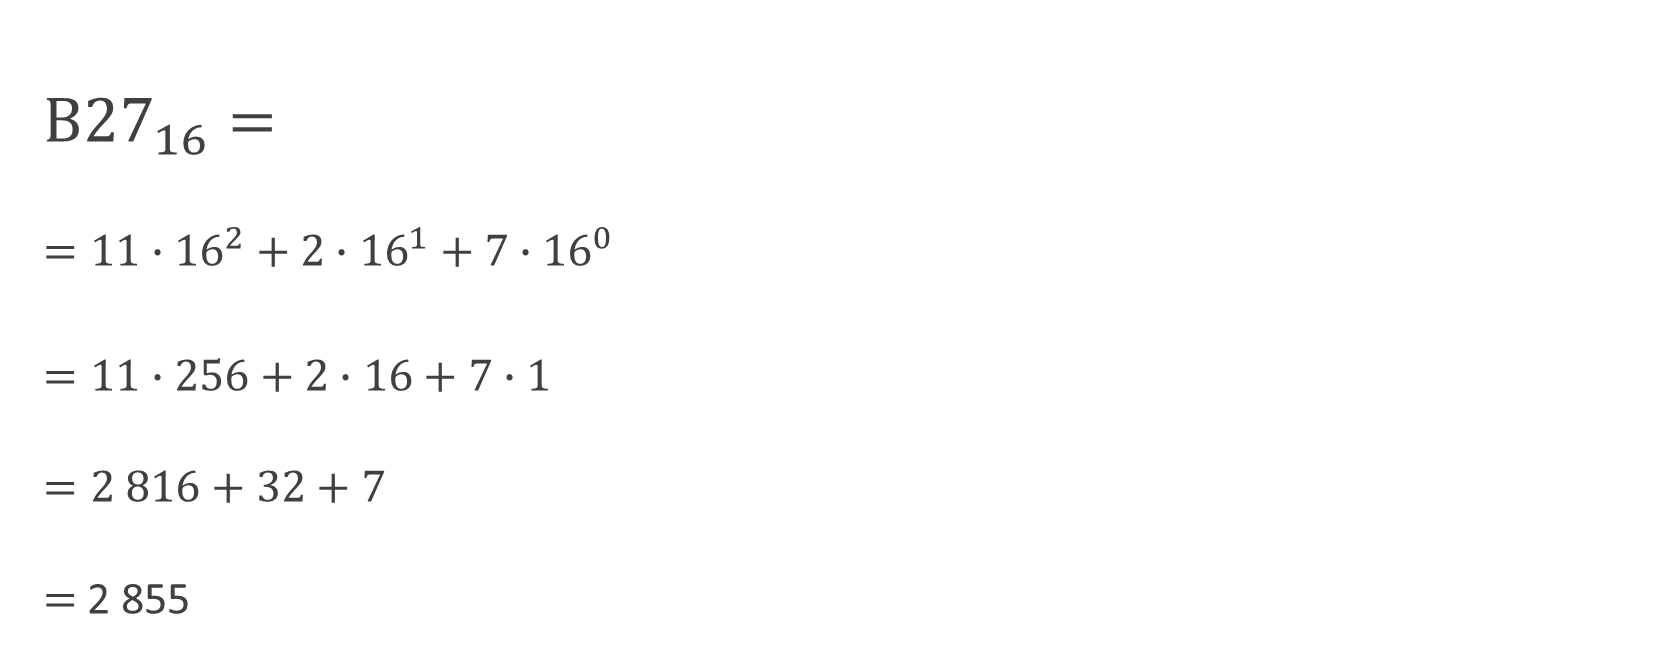 B27₁₆ =
= 11 · 16² + 2 · 16¹ + 7 · 16⁰
= 11 · 256 + 2 · 16 + 7 · 1
= 2 816 + 32 + 7
= 2 855